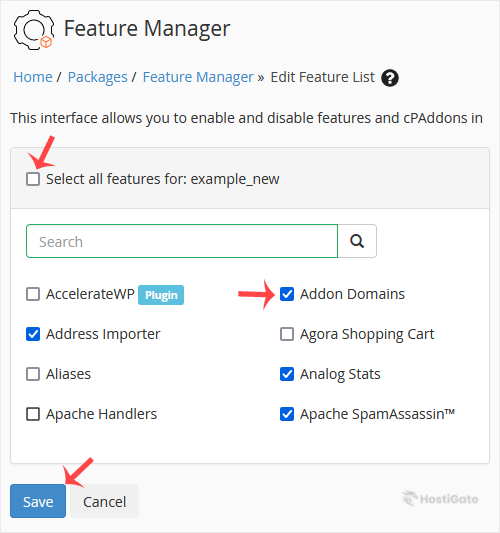 Feature Manager
Home / Packages / Feature Manager » Edit Feature List ?
This interface allows you to enable and disable features and cPAddons in
Select all features for: example_new
Search
AccelerateWP Plugin
Addon Domains
Address Importer
Agora Shopping Cart
Aliases
Analog Stats
Apache Handlers
Apache SpamAssassin™
Save
Cancel
HostiGate